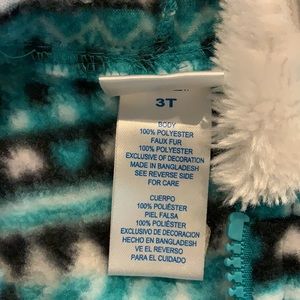 3T
BODY
100% POLYESTER
FAUX FUR
100% POLYESTER
EXCLUSIVE OF DECORATION
MADE IN BANGLADESH
SEE REVERSE SIDE
FOR CARE
CUERPO
100% POLIÉSTER
PIEL FALSA
100% POLIÉSTER
EXCLUSIVO DE DECORACION
HECHO EN BANGLADESH
VE EL REVERSO
PARA EL CUIDADO